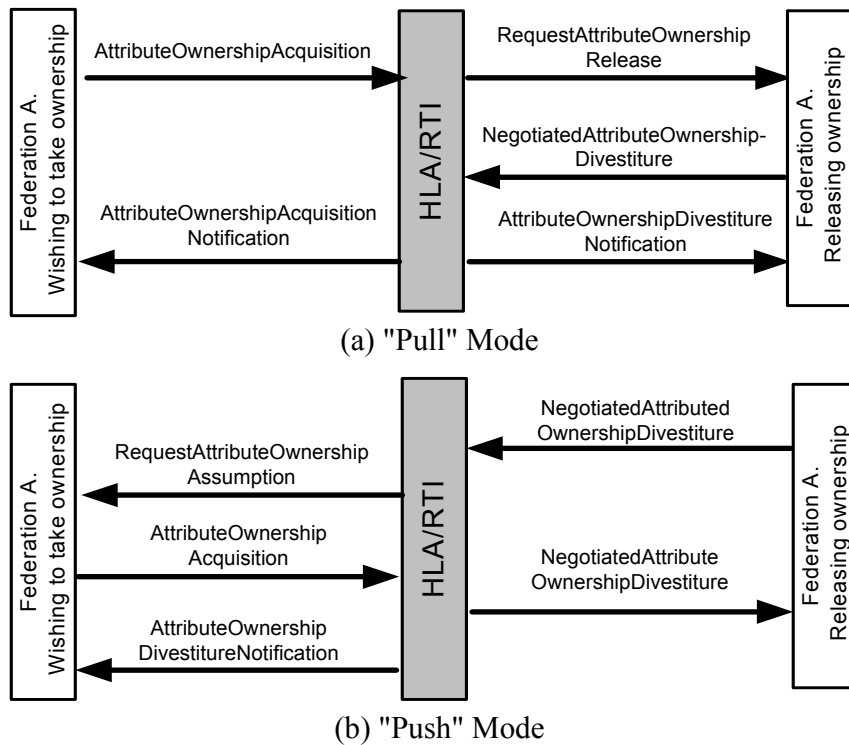 Federation A.
Wishing to take ownership
AttributeOwnershipAcquisition
AttributeOwnershipAcquisition
Notification
HLA/RTI
RequestAttributeOwnership
Release
NegotiatedAttributeOwnership-
Divestiture
AttributeOwnershipDivestiture
Notification
Federation A.
Releasing ownership
(a) "Pull" Mode
Federation A.
Wishing to take ownership
RequestAttributeOwnership
Assumption
AttributeOwnership
Acquisition
AttributeOwnership
DivestitureNotification
HLA/RTI
NegotiatedAttributed
OwnershipDivestiture
NegotiatedAttribute
OwnershipDivestiture
Federation A.
Releasing ownership
(b) "Push" Mode